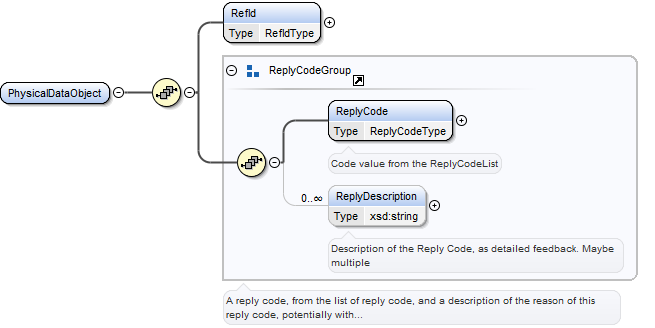 RefId
Type RefIdType
ReplyCodeGroup
PhysicalDataObject
ReplyCode
Type ReplyCodeType
Code value from the ReplyCodeList
0..∞
ReplyDescription
Type xsd:string
Description of the Reply Code, as detailed feedback. Maybe
multiple
A reply code, from the list of reply code, and a description of the reason of this
reply code, potentially with...